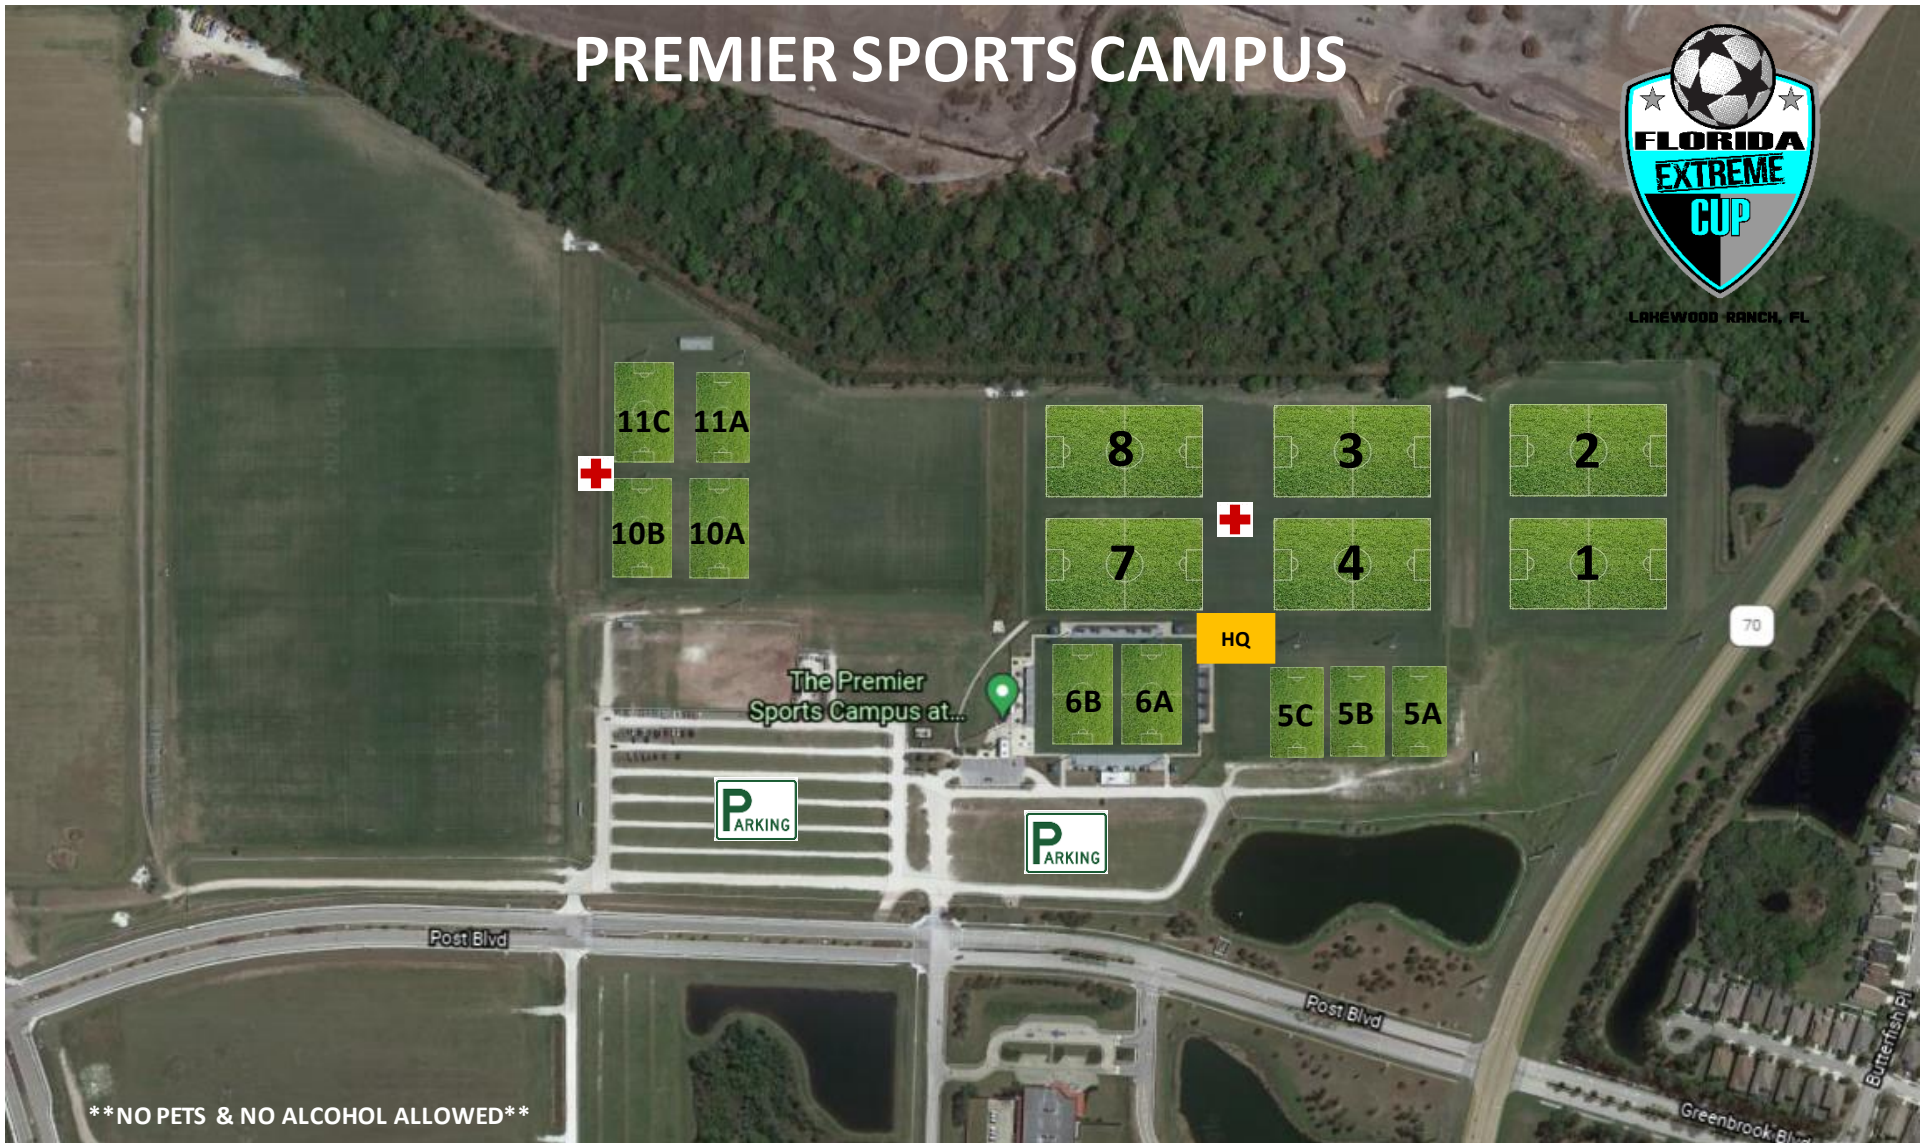 PREMIER SPORTS CAMPUS
FLORIDA
EXTREME
CUP
LAKEWOOD RANCH, FL
11C
11A
10B
10A
8
3
2
7
4
1
HQ
70
The Premier
Sports Campus at...
6B
6A
5C
5B
5A
PARKING
PARKING
Post Blvd
Post Blvd
Butterfish Pl
Greenbrook Blvd
**NO PETS & NO ALCOHOL ALLOWED**